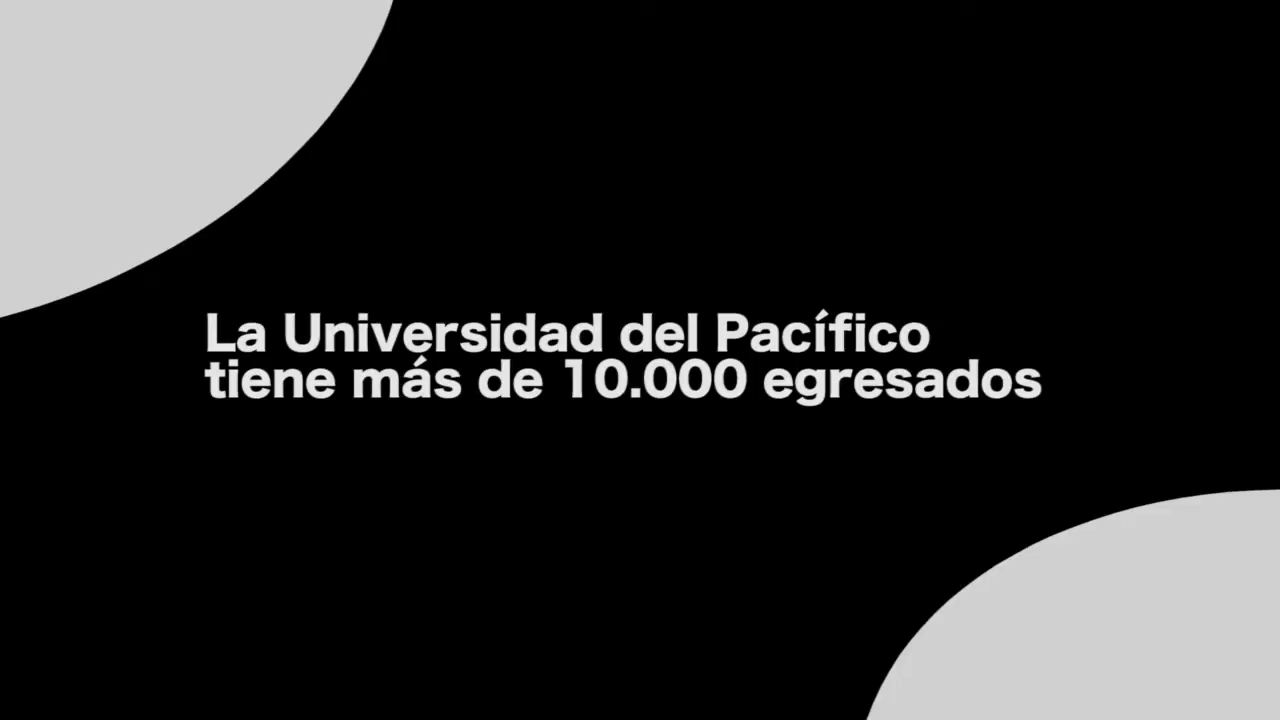 La Universidad del Pacífico
tiene más de 10.000 egresados